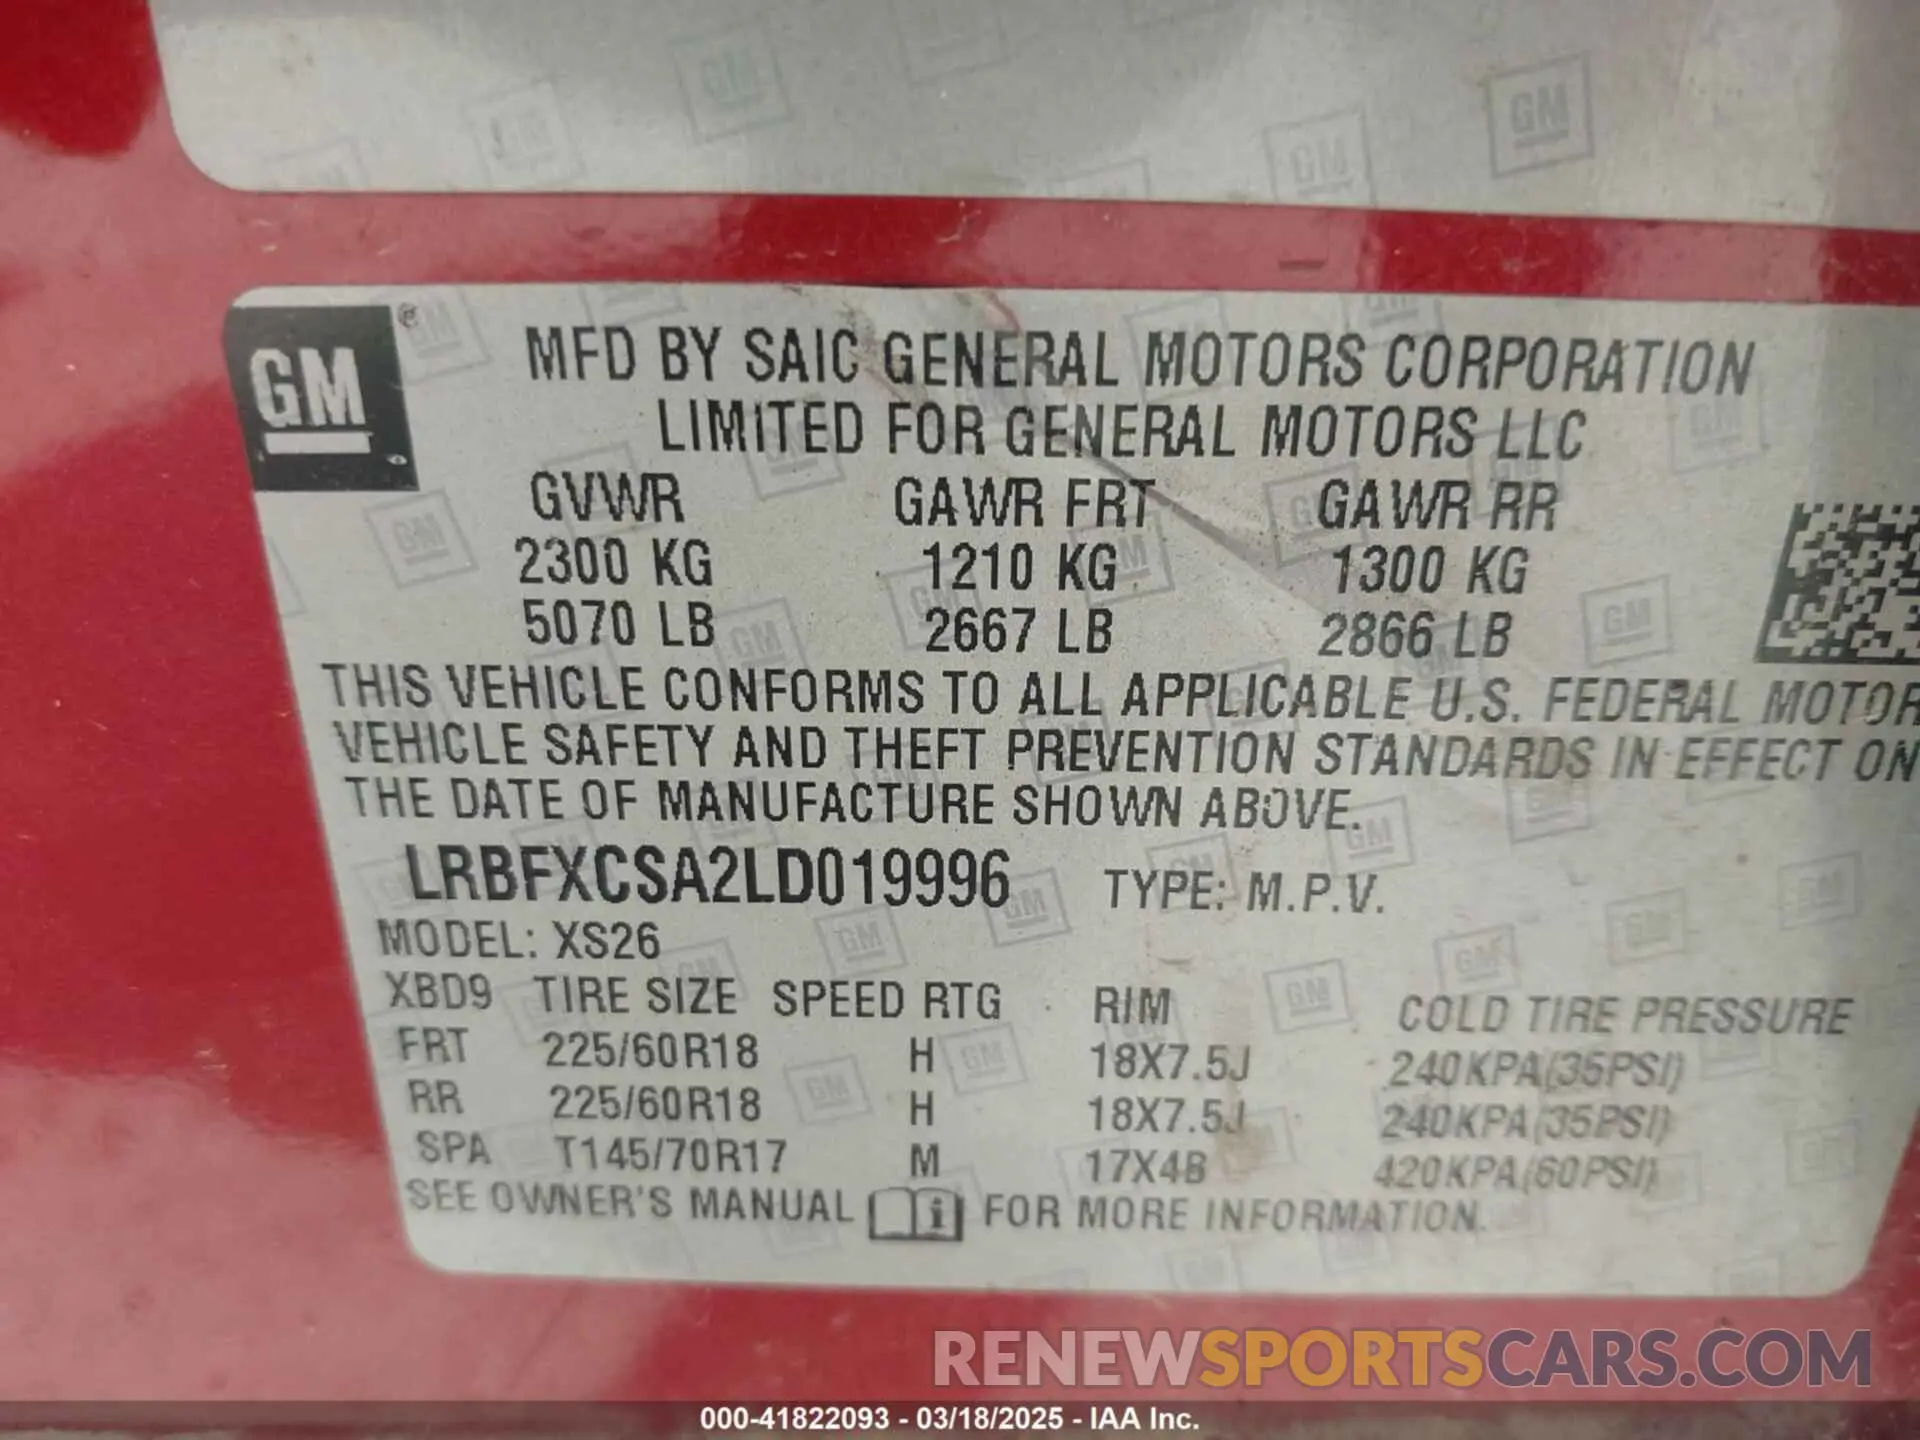 GM
MFD BY SAIC GENERAL MOTORS CORPORATION
LIMITED FOR GENERAL MOTORS LLC
GVWR GAWR FRT GAWR RR
2300 KG 1210 KG 1300 KG
5070 LB 2667 LB 2866 LB
THIS VEHICLE CONFORMS TO ALL APPLICABLE U.S. FEDERAL MOTOR
VEHICLE SAFETY AND THEFT PREVENTION STANDARDS IN EFFECT ON
THE DATE OF MANUFACTURE SHOWN ABOVE.
LRBFXCSA2LD019996 TYPE: M.P.V.
MODEL: XS26
XBD9 TIRE SIZE SPEED RTG RIM COLD TIRE PRESSURE
FRT 225/60R18 H 18X7.5J 240KPA(35PSI)
RR 225/60R18 H 18X7.5J 240KPA(35PSI)
SPA T145/70R17 M 17X4B 420KPA(60PSI)
SEE OWNER'S MANUAL i FOR MORE INFORMATION.
RENEWSPORTSCARS.COM
000-41822093 - 03/18/2025 - IAA Inc.